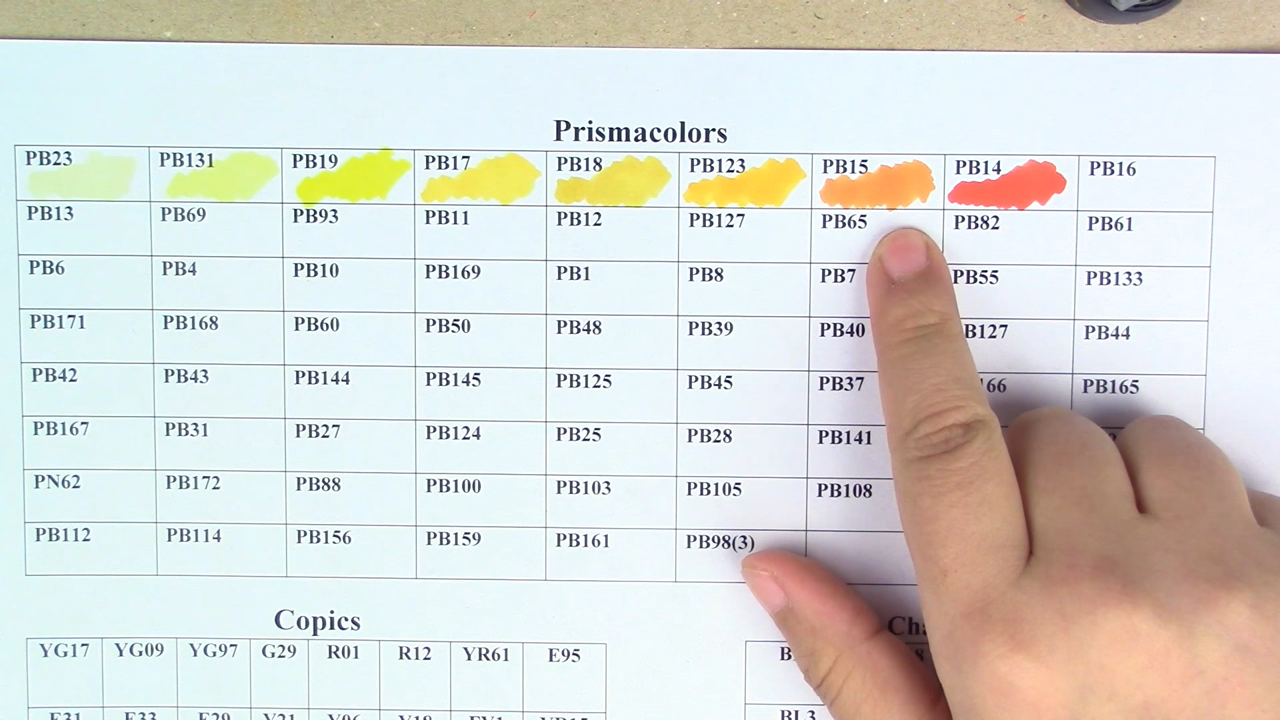 Prismacolors
PB23 PB131 PB19 PB17 PB18 PB123 PB15 PB14 PB16
PB13 PB69 PB93 PB11 PB12 PB127 PB65 PB82 PB61
PB6 PB4 PB10 PB169 PB1 PB8 PB7 PB55 PB133
PB171 PB168 PB60 PB50 PB48 PB39 PB40 B127 PB44
PB42 PB43 PB144 PB145 PB125 PB45 PB37 166 PB165
PB167 PB31 PB27 PB124 PB25 PB28 PB141
PN62 PB172 PB88 PB100 PB103 PB105 PB108
PB112 PB114 PB156 PB159 PB161 PB98(3)
Copics
YG17 YG09 YG97 G29 R01 R12 YR61 E95
BL3